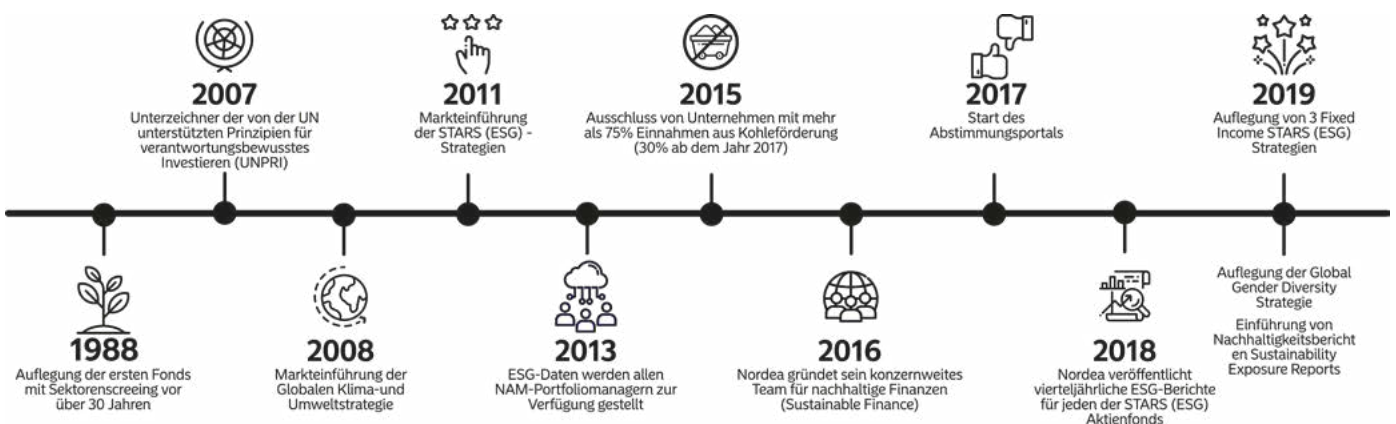 2007
Unterzeichner der von der UN
unterstützten Prinzipien für
verantwortungsbewusstes
Investieren (UNPRI)
2011
Markteinführung
der STARS (ESG) -
Strategien
2015
Ausschluss von Unternehmen mit mehr
als 75% Einnahmen aus Kohleförderung
(30% ab dem Jahr 2017)
2017
Start des
Abstimmungsportals
2019
Auflegung von 3 Fixed
Income STARS (ESG)
Strategien
1988
Auflegung der ersten Fonds
mit Sektorenscreeing vor
über 30 Jahren
2008
Markteinführung der
Globalen Klima-und
Umweltstrategie
2013
ESG-Daten werden allen
NAM-Portfoliomanagern zur
Verfügung gestellt
2016
Nordea gründet sein konzernweites
Team für nachhaltige Finanzen
(Sustainable Finance)
2018
Nordea veröffentlicht
vierteljährliche ESG-Berichte
für jeden der STARS (ESG)
Aktienfonds
Auflegung der Global
Gender Diversity
Strategie
Einführung von
Nachhaltigkeitsbericht
en Sustainability
Exposure Reports